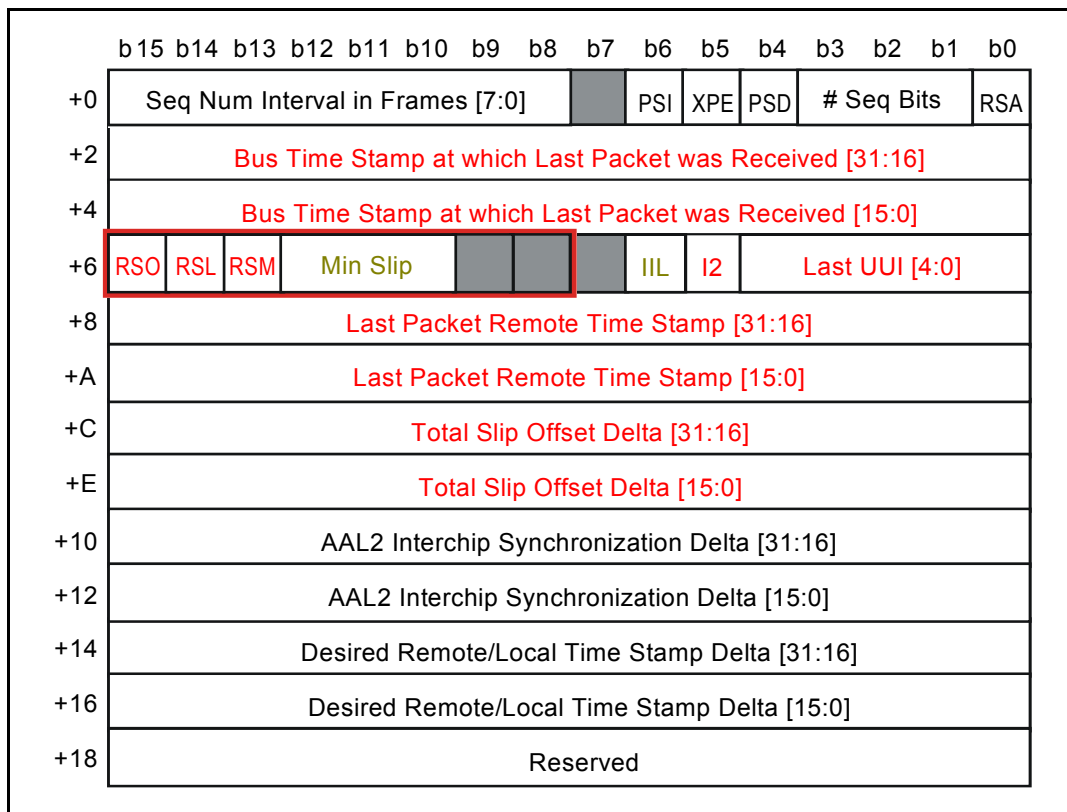 b15 b14 b13 b12 b11 b10 b9 b8 b7 b6 b5 b4 b3 b2 b1 b0
+0 Seq Num Interval in Frames [7:0] PSI XPE PSD # Seq Bits RSA
+2 Bus Time Stamp at which Last Packet was Received [31:16]
+4 Bus Time Stamp at which Last Packet was Received [15:0]
+6 RSO RSL RSM Min Slip IIL I2 Last UUI [4:0]
+8 Last Packet Remote Time Stamp [31:16]
+A Last Packet Remote Time Stamp [15:0]
+C Total Slip Offset Delta [31:16]
+E Total Slip Offset Delta [15:0]
+10 AAL2 Interchip Synchronization Delta [31:16]
+12 AAL2 Interchip Synchronization Delta [15:0]
+14 Desired Remote/Local Time Stamp Delta [31:16]
+16 Desired Remote/Local Time Stamp Delta [15:0]
+18 Reserved